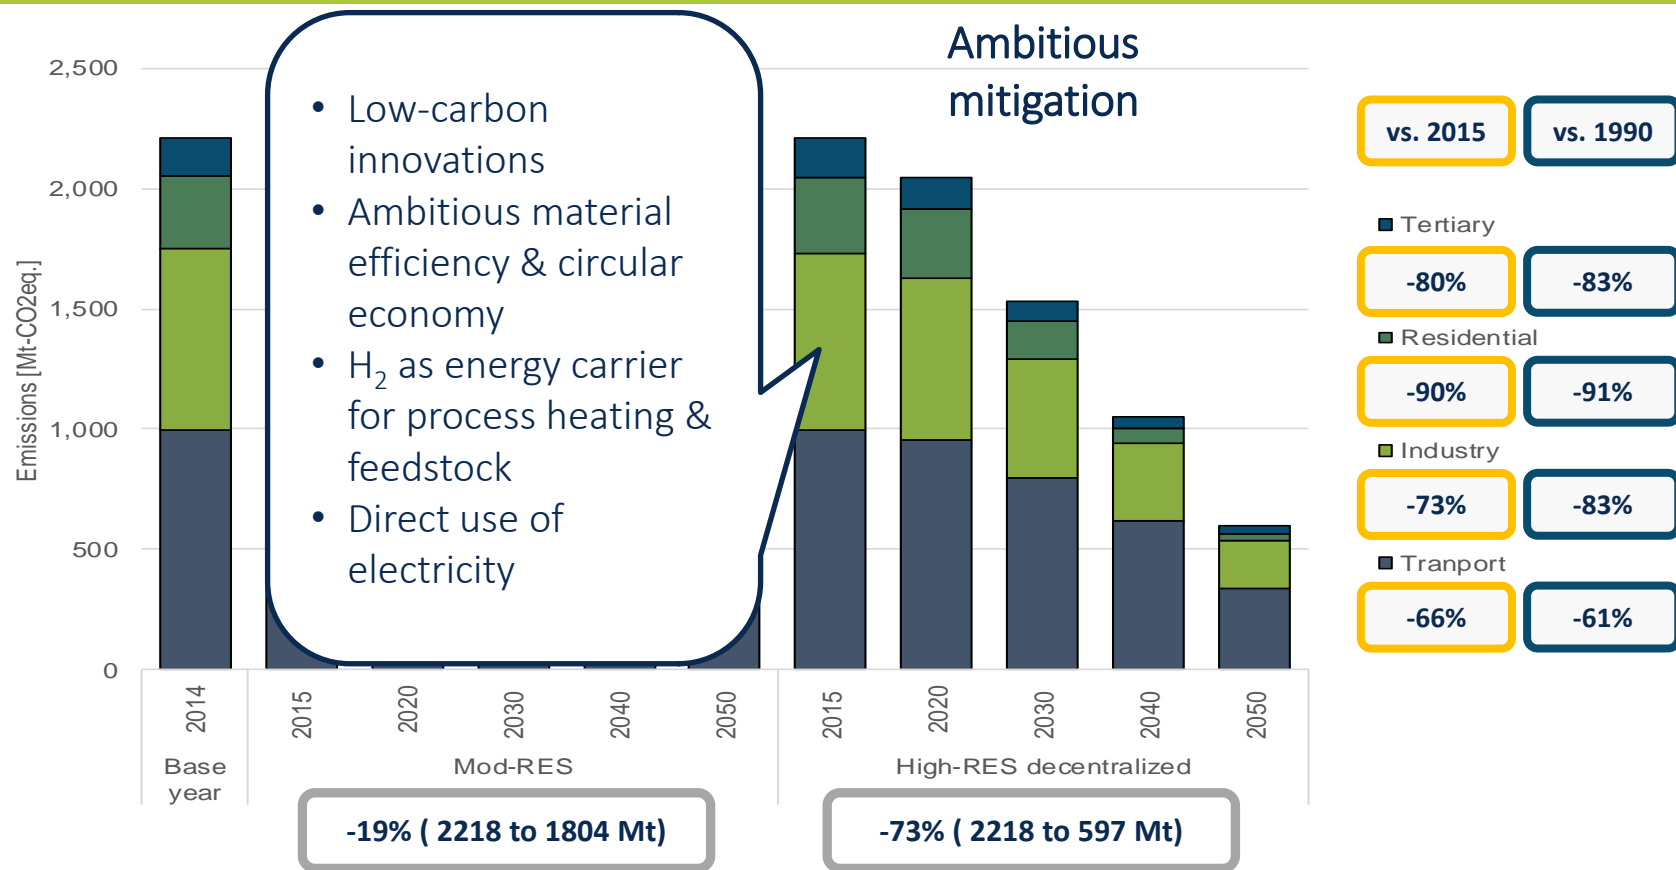 Ambitious
mitigation
Emissions [Mt-CO2eq.]
2,500
2,000
1,500
1,000
500
0
• Low-carbon
innovations
• Ambitious material
efficiency & circular
economy
• H₂ as energy carrier
for process heating &
feedstock
• Direct use of
electricity
2014
2015
2020
2030
2040
2050
2015
2020
2030
2040
2050
Base
year
Mod-RES
High-RES decentralized
-19% ( 2218 to 1804 Mt)
-73% ( 2218 to 597 Mt)
vs. 2015
vs. 1990
Tertiary
-80%
-83%
Residential
-90%
-91%
Industry
-73%
-83%
Tranport
-66%
-61%